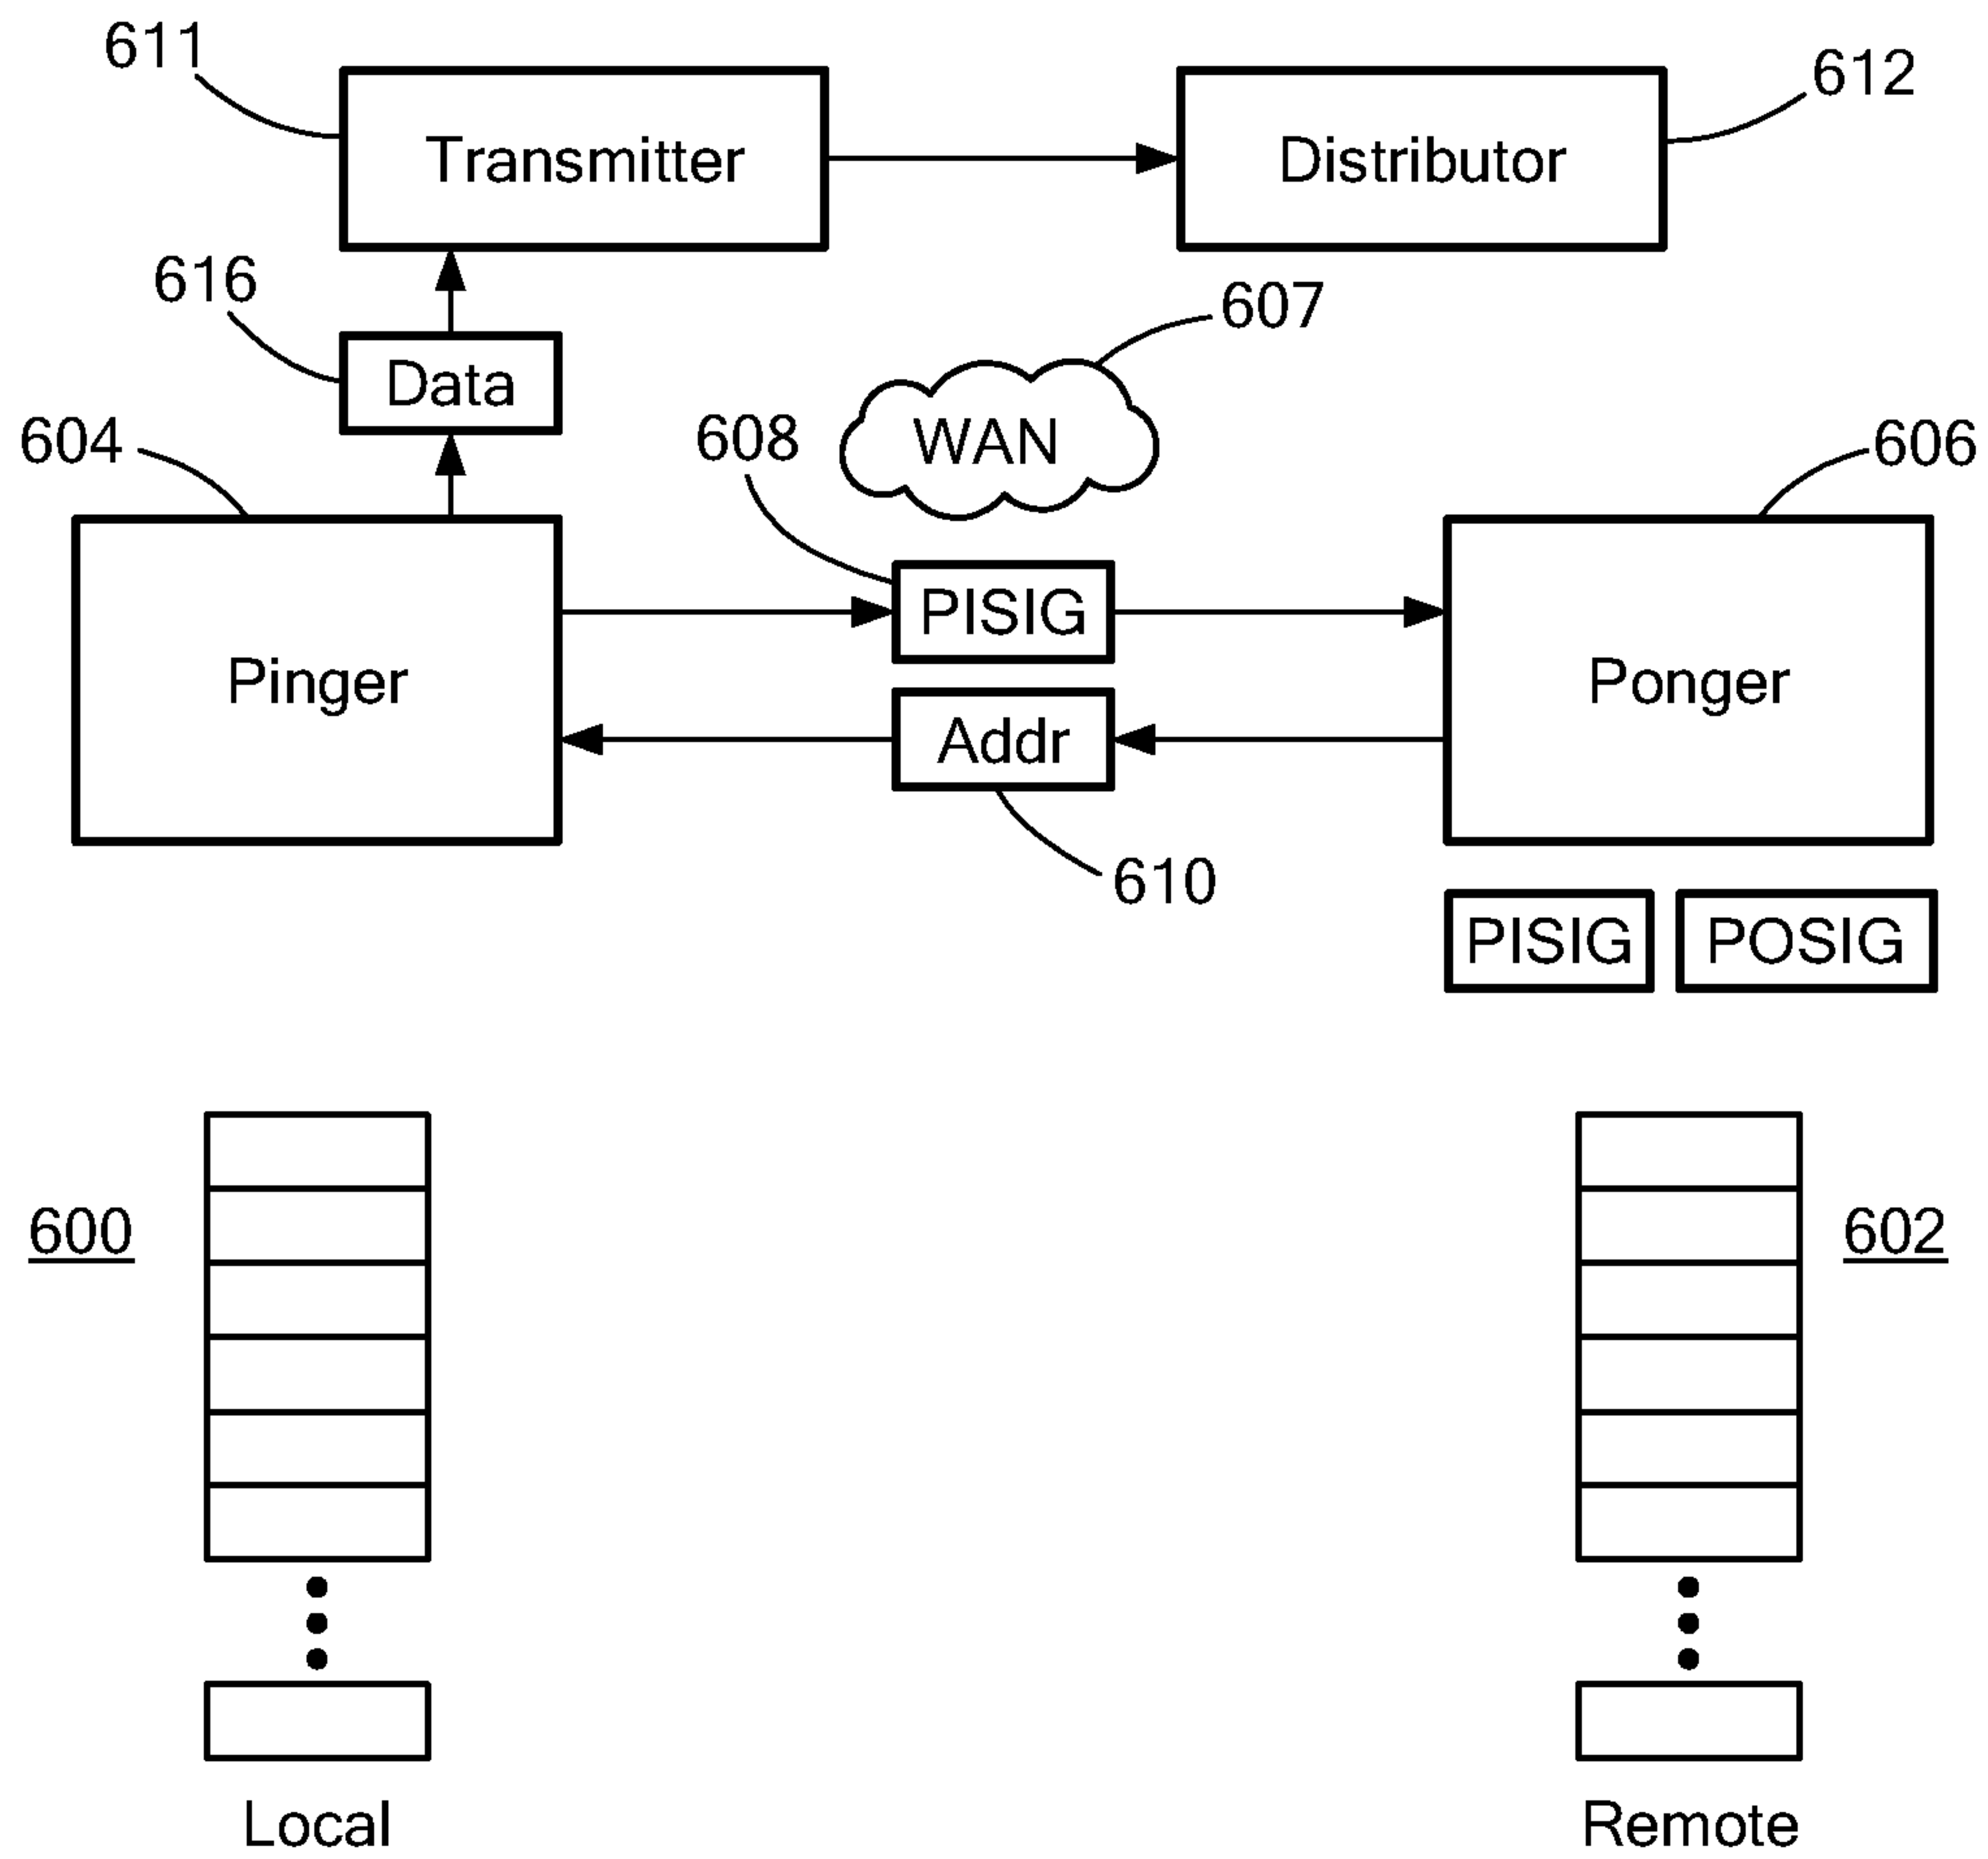 611
Transmitter
Distributor
612
616
Data
607
WAN
604
608
606
Pinger
PISIG
Ponger
Addr
610
PISIG
POSIG
600
602
Local
Remote